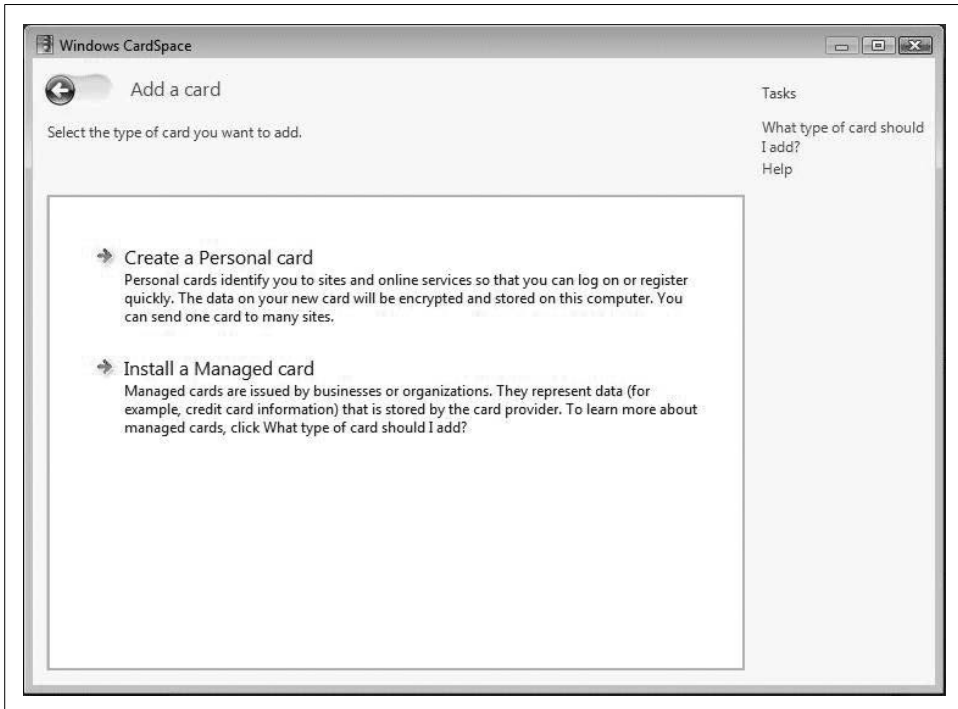 Windows CardSpace
Add a card
Select the type of card you want to add.
Tasks
What type of card should
I add?
Help
Create a Personal card
Personal cards identify you to sites and online services so that you can log on or register
quickly. The data on your new card will be encrypted and stored on this computer. You
can send one card to many sites.
Install a Managed card
Managed cards are issued by businesses or organizations. They represent data (for
example, credit card information) that is stored by the card provider. To learn more about
managed cards, click What type of card should I add?